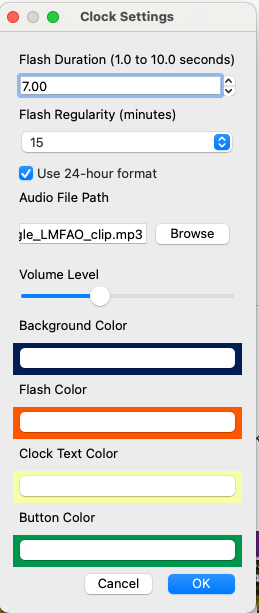 Clock Settings
Flash Duration (1.0 to 10.0 seconds)
7.00
Flash Regularity (minutes)
15
Use 24-hour format
Audio File Path
gle_LMFAO_clip.mp3
Browse
Volume Level
Background Color
Flash Color
Clock Text Color
Button Color
Cancel
OK